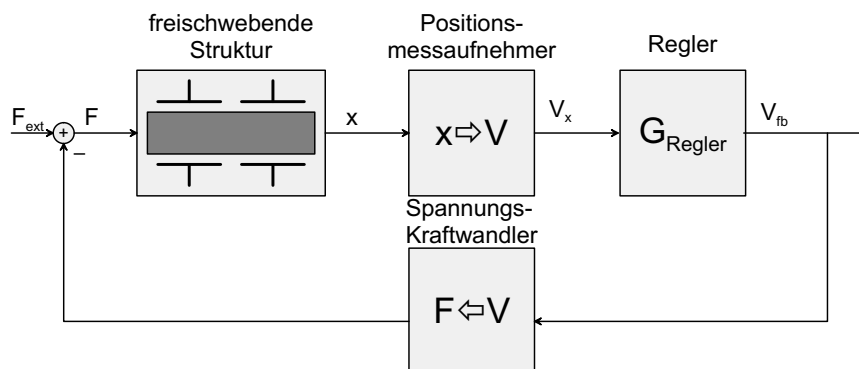 freischwebende
Struktur
Positions-
messaufnehmer
Regler
F_ext
+
−
F
x
x⇨V
V_x
G_Regler
V_fb
Spannungs-
Kraftwandler
F⇦V